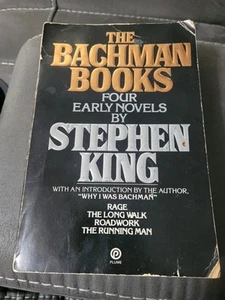 THE
BACHMAN
BOOKS
FOUR
EARLY NOVELS
BY
STEPHEN
KING
WITH AN INTRODUCTION BY THE AUTHOR,
"WHY I WAS BACHMAN"
RAGE
THE LONG WALK
ROADWORK
THE RUNNING MAN
PLUME